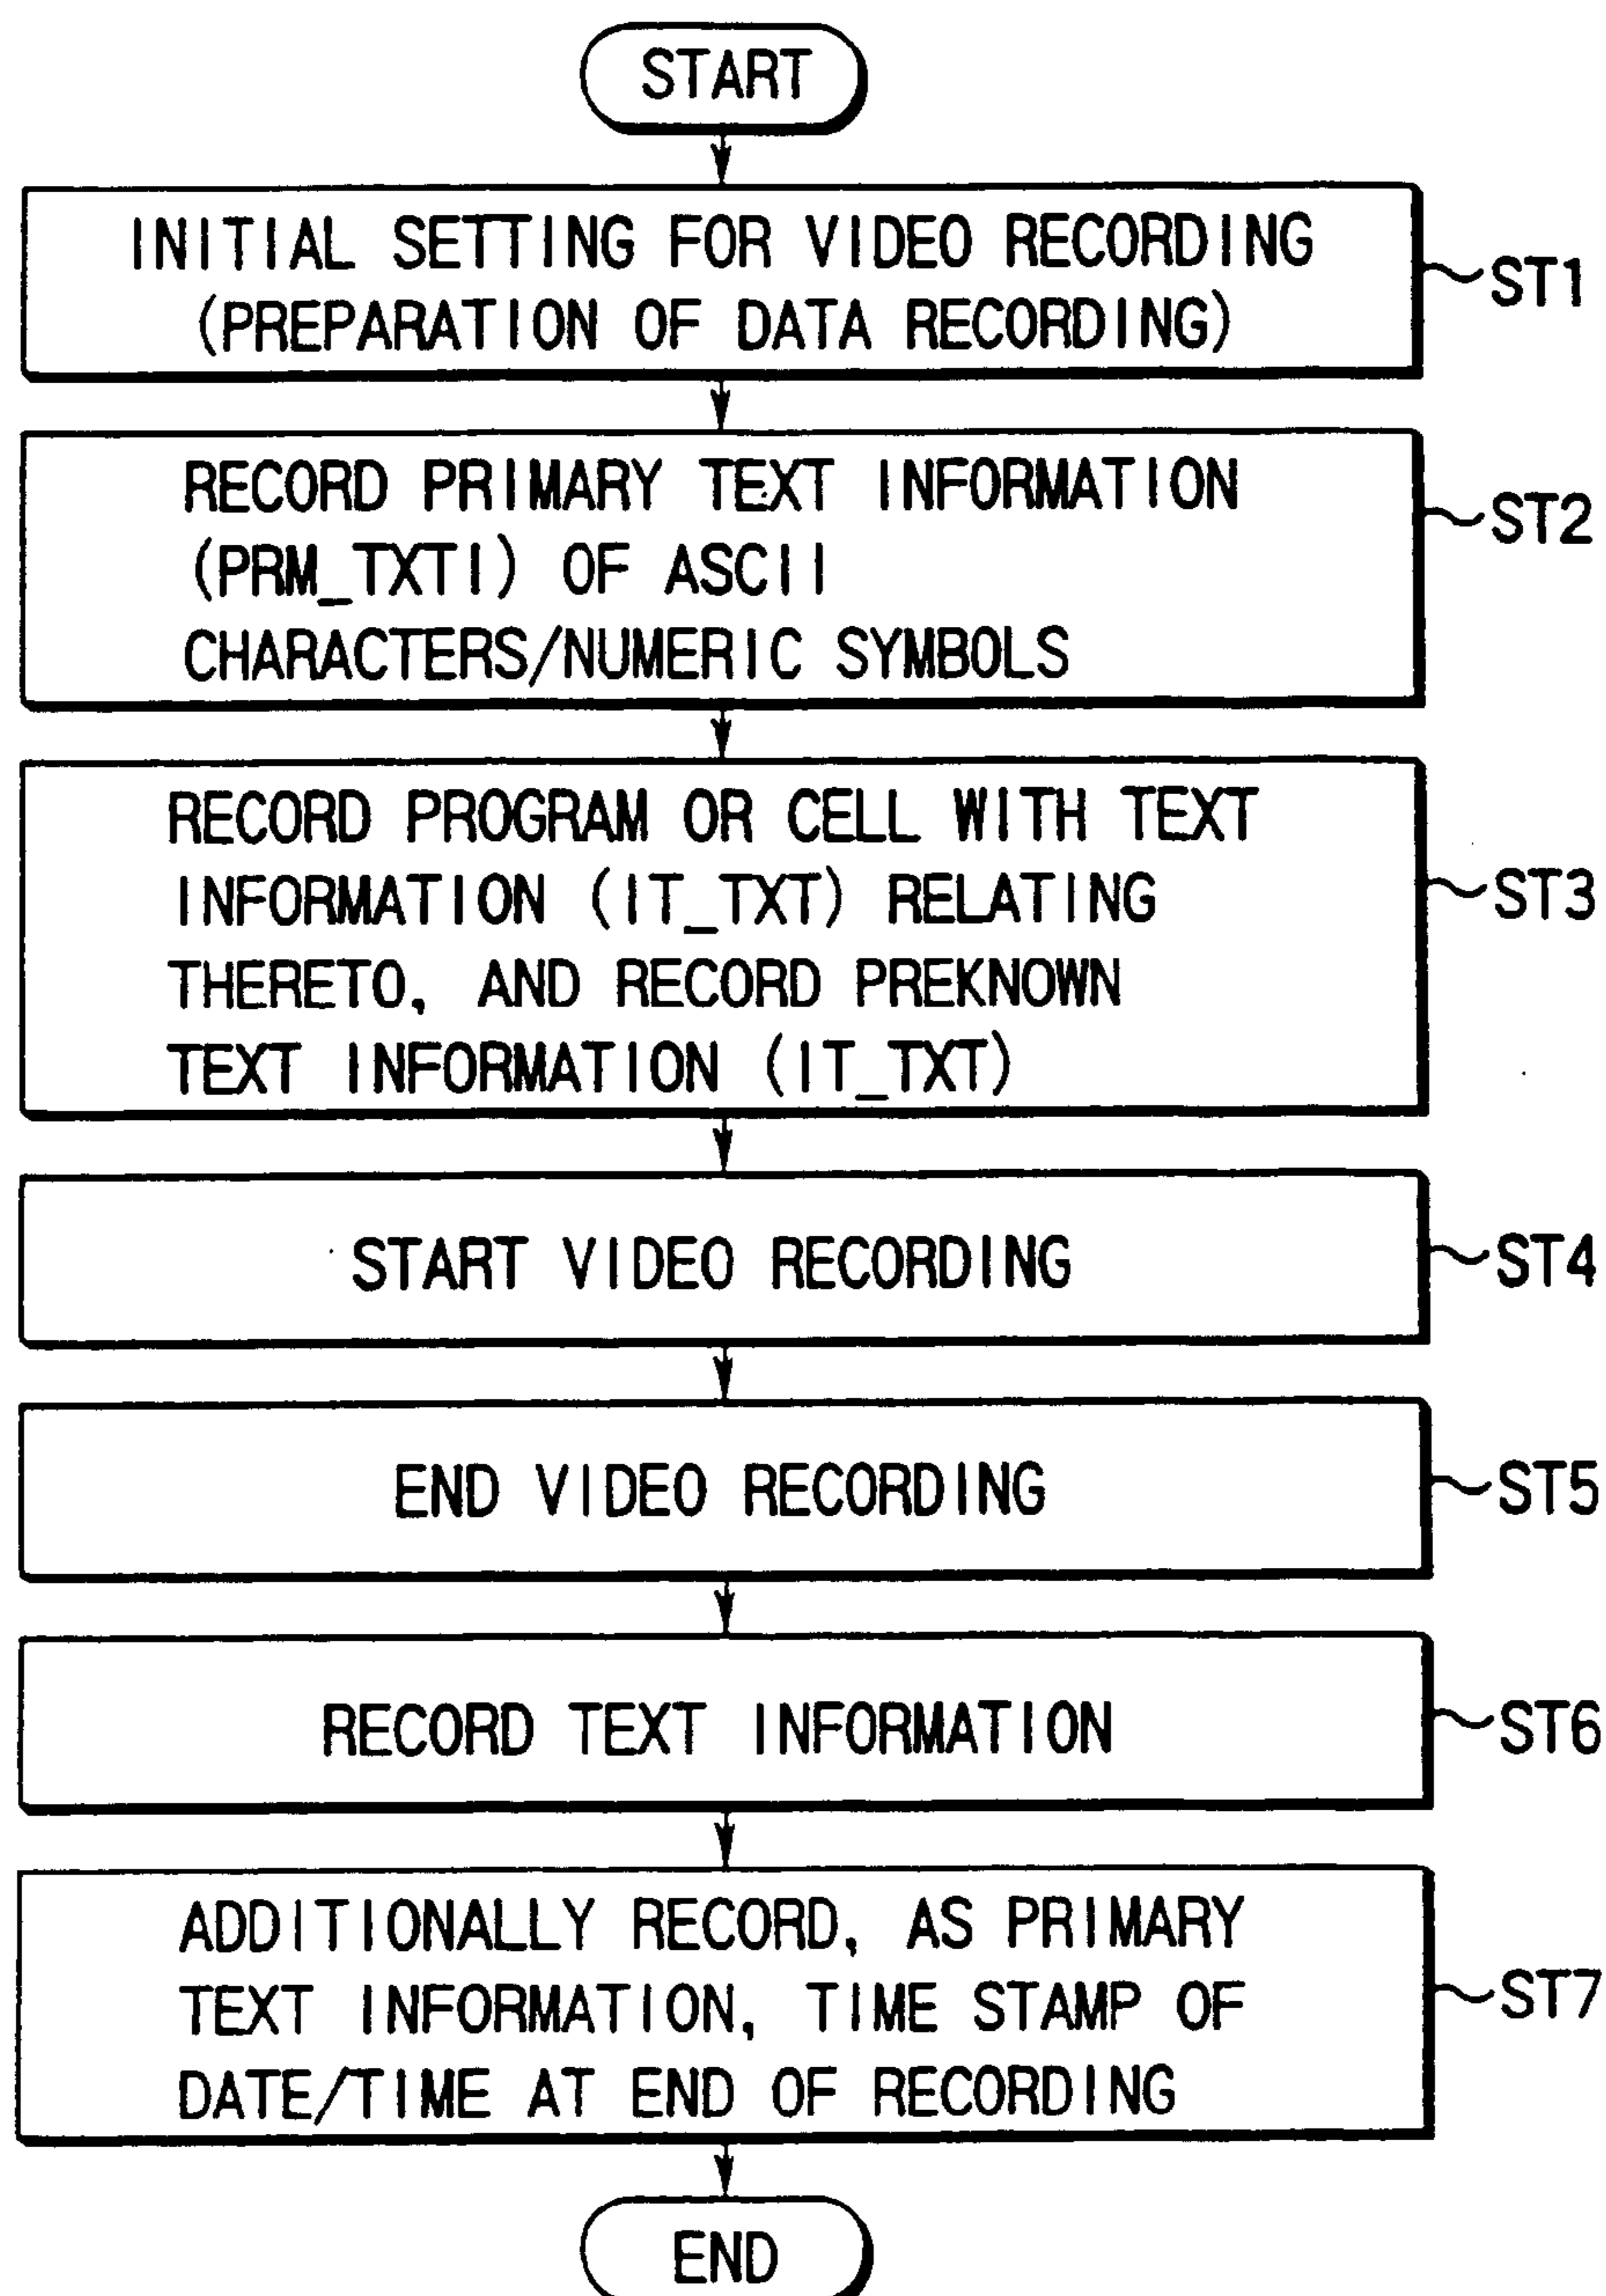 START
INITIAL SETTING FOR VIDEO RECORDING
(PREPARATION OF DATA RECORDING)
ST1
RECORD PRIMARY TEXT INFORMATION
(PRM_TXTI) OF ASCII
CHARACTERS/NUMERIC SYMBOLS
ST2
RECORD PROGRAM OR CELL WITH TEXT
INFORMATION (IT_TXT) RELATING
THERETO, AND RECORD PREKNOWN
TEXT INFORMATION (IT_TXT)
ST3
START VIDEO RECORDING
ST4
END VIDEO RECORDING
ST5
RECORD TEXT INFORMATION
ST6
ADDITIONALLY RECORD, AS PRIMARY
TEXT INFORMATION, TIME STAMP OF
DATE/TIME AT END OF RECORDING
ST7
END